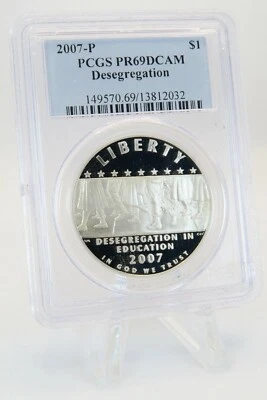 2007-P $1
PCGS PR69DCAM
Desegregation
149570.69/13812032
LIBERTY
DESEGREGATION IN
EDUCATION
2007
IN GOD WE TRUST